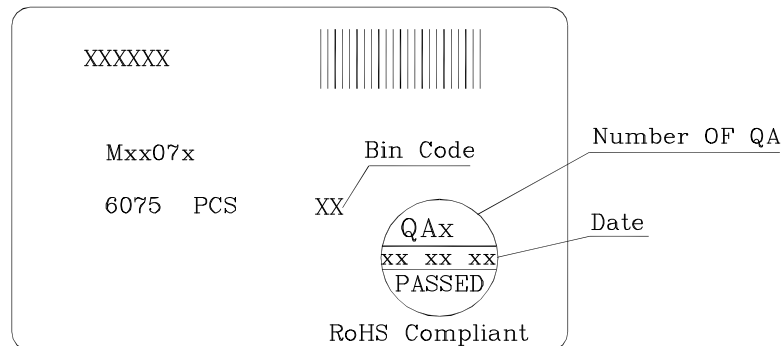 XXXXXX
Number OF QA
Mxx07x
Bin Code
6075 PCS
XX
QAx
Date
xx xx xx
PASSED
RoHS Compliant